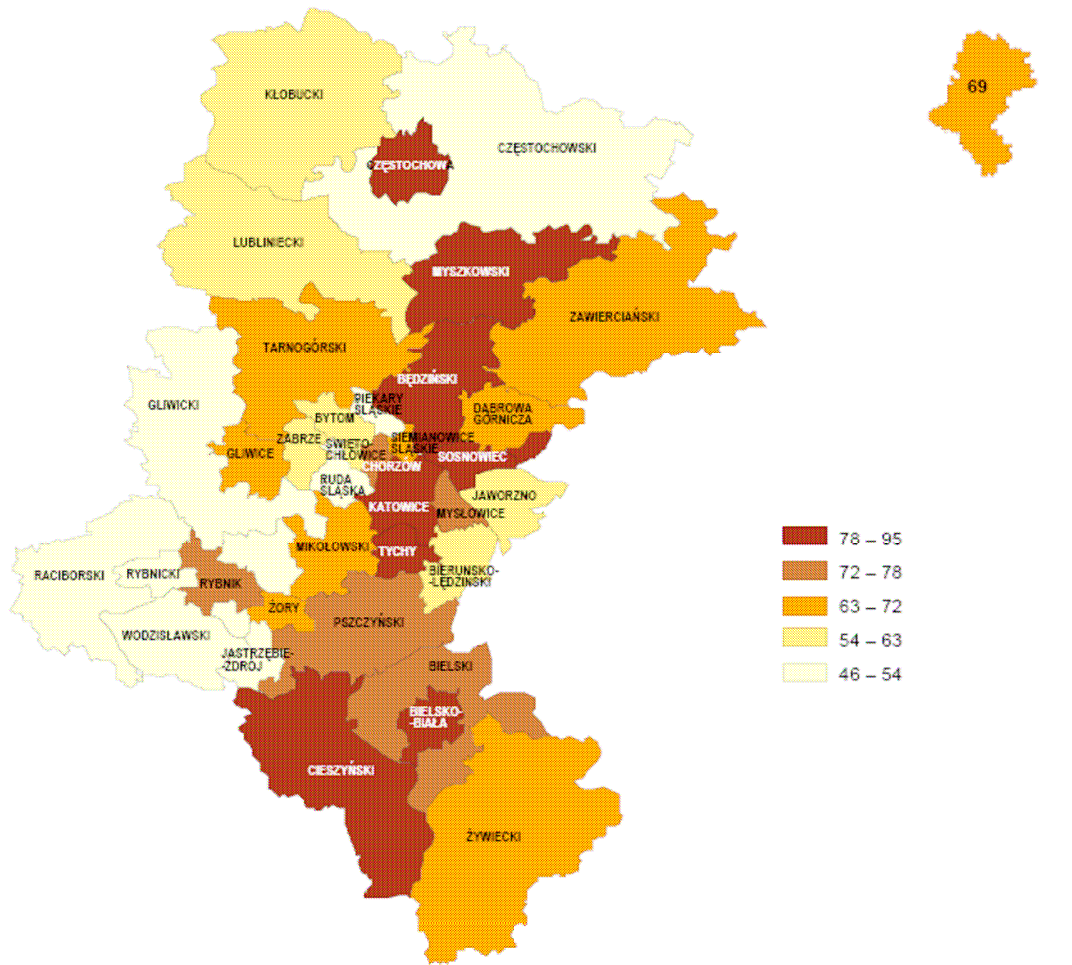 KŁOBUCKI
69
CZĘSTOCHOWSKI
CZĘSTOCHOWA
LUBLINIECKI
MYSZKOWSKI
ZAWIERCIAŃSKI
TARNOGÓRSKI
BĘDZIŃSKI
PIEKARY
ŚLĄSKIE
GLIWICKI
DĄBROWA
GÓRNICZA
BYTOM
ZABRZE
ŚWIĘTO-
CHŁOWICE
SIEMIANOWICE
ŚLĄSKIE
GLIWICE
SOSNOWIEC
CHORZÓW
RUDA
ŚLĄSKA
JAWORZNO
KATOWICE
MYSŁOWICE
78 – 95
MIKOŁOWSKI
TYCHY
RACIBORSKI
RYBNICKI
RYBNIK
BIERUŃSKO-
-LĘDZIŃSKI
72 – 78
ŻORY
63 – 72
PSZCZYŃSKI
WODZISŁAWSKI
54 – 63
JASTRZĘBIE-
-ZDRÓJ
BIELSKI
46 – 54
BIELSKO-
-BIAŁA
CIESZYŃSKI
ŻYWIECKI